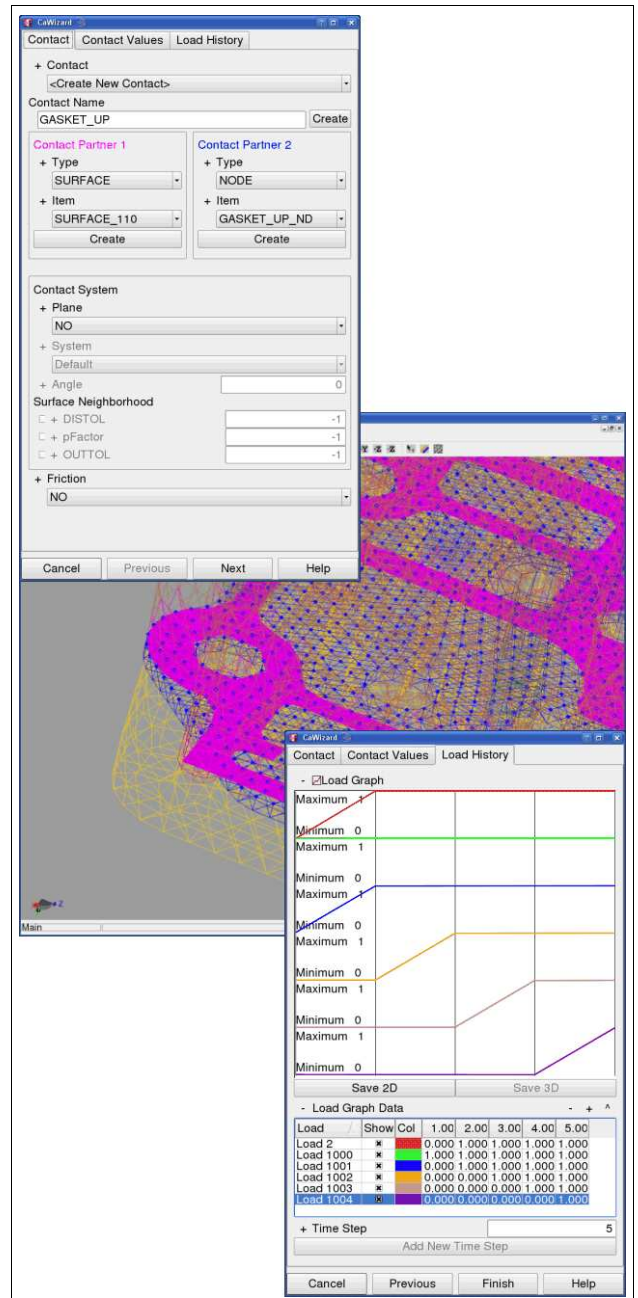 CaWizard
Contact Contact Values Load History
+ Contact
<Create New Contact>
Contact Name
GASKET_UP Create
Contact Partner 1 Contact Partner 2
+ Type + Type
SURFACE NODE
+ Item + Item
SURFACE_110 GASKET_UP_ND
Create Create
Contact System
+ Plane
NO
+ System
Default
+ Angle 0
Surface Neighborhood
+ DISTOL -1
+ pFactor -1
+ OUTTOL -1
+ Friction
NO
Cancel Previous Next Help
Z
Main
CaWizard
Contact Contact Values Load History
- Load Graph
Maximum 1
Minimum 0
Maximum 1
Minimum 0
Maximum 1
Minimum 0
Maximum 1
Minimum 0
Maximum 1
Minimum 0
Maximum 1
Minimum 0
Save 2D Save 3D
- Load Graph Data - + ^
Load Show Col 1.00 2.00 3.00 4.00 5.00
Load 2 0.000 1.000 1.000 1.000 1.000
Load 1000 1.000 1.000 1.000 1.000 1.000
Load 1001 0.000 1.000 1.000 1.000 1.000
Load 1002 0.000 0.000 1.000 1.000 1.000
Load 1003 0.000 0.000 0.000 1.000 1.000
Load 1004 0.000 0.000 0.000 0.000 1.000
+ Time Step 5
Add New Time Step
Cancel Previous Finish Help